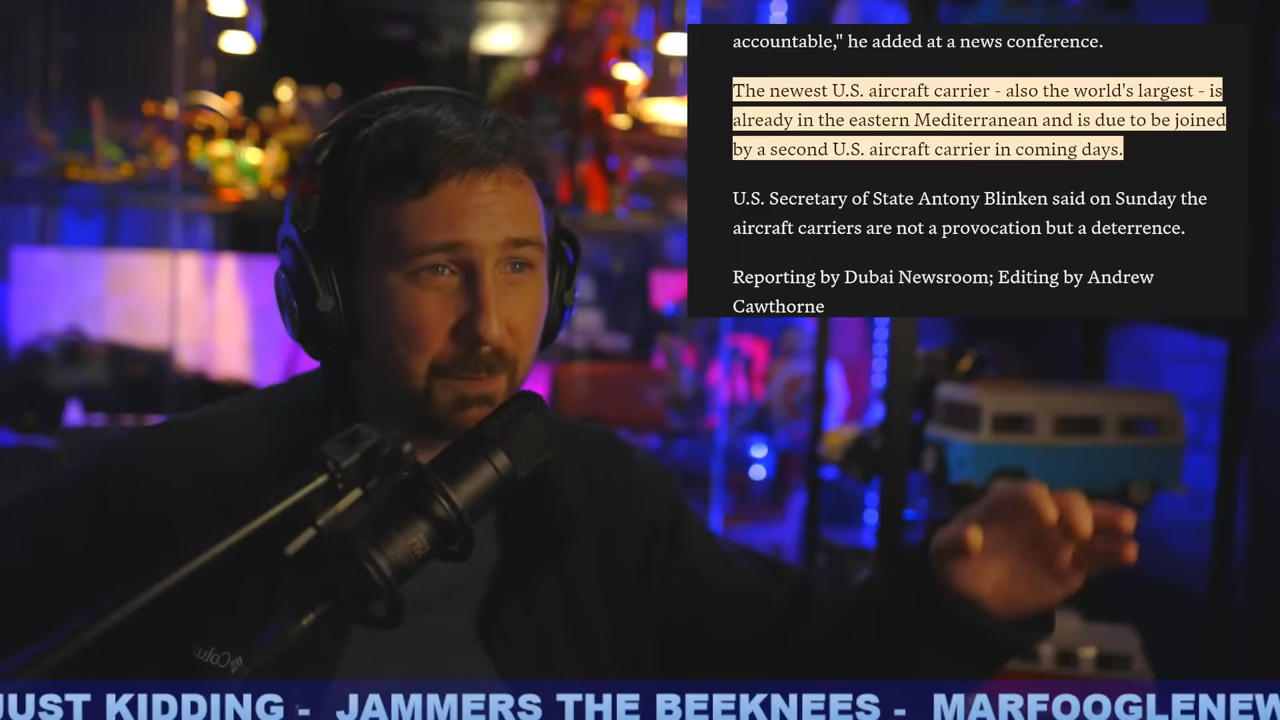 accountable," he added at a news conference.
The newest U.S. aircraft carrier - also the world's largest - is
already in the eastern Mediterranean and is due to be joined
by a second U.S. aircraft carrier in coming days.
U.S. Secretary of State Antony Blinken said on Sunday the
aircraft carriers are not a provocation but a deterrence.
Reporting by Dubai Newsroom; Editing by Andrew
Cawthorne
JUST KIDDING - JAMMERS THE BEEKNEES - MARFOOGLENEW